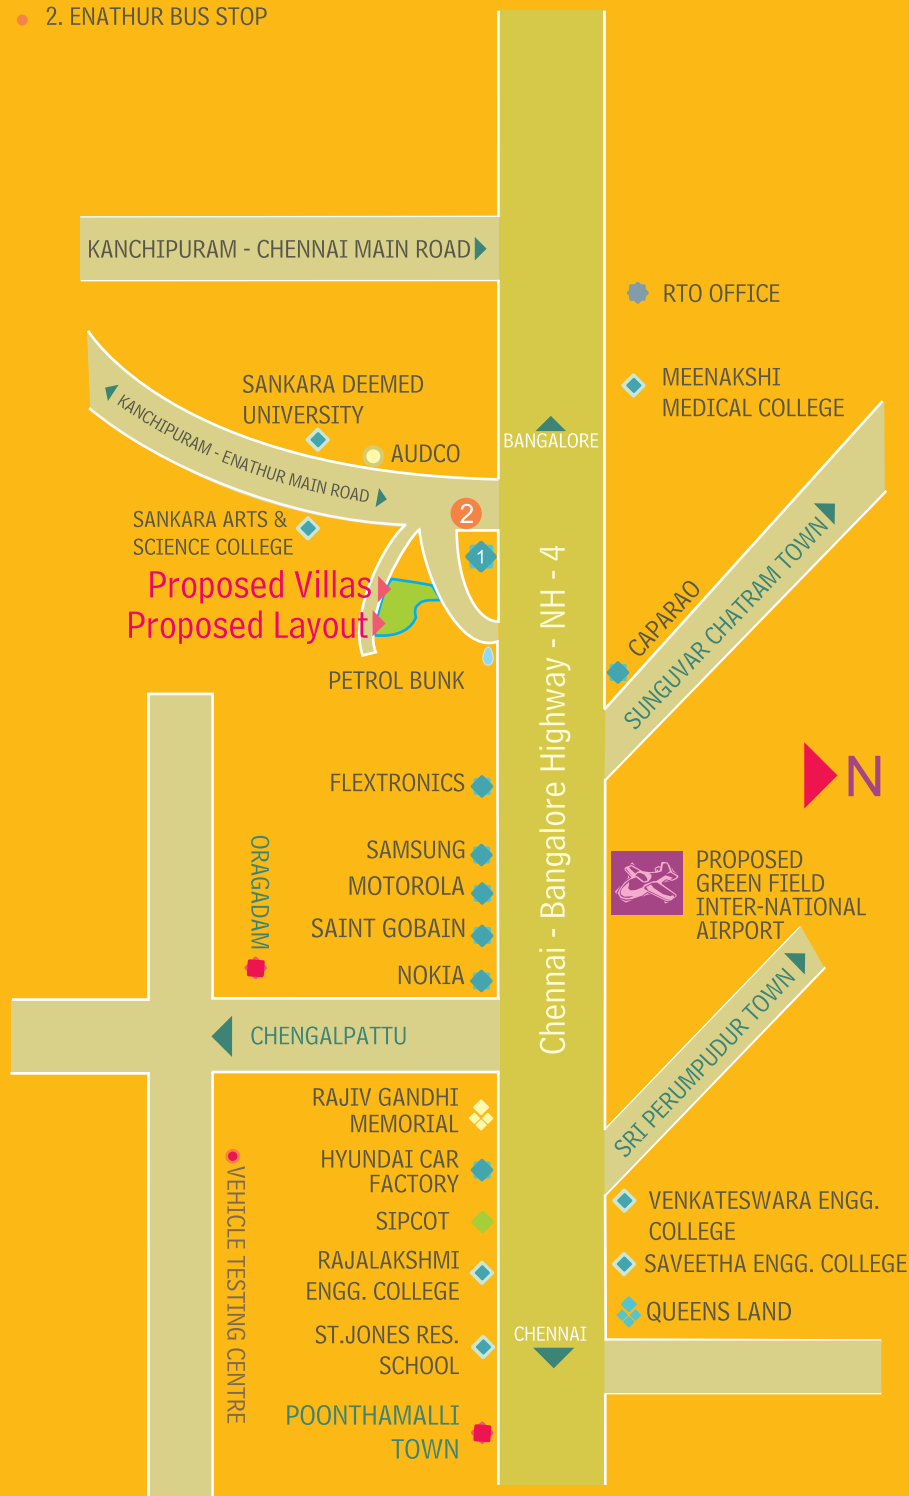 2. ENATHUR BUS STOP
KANCHIPURAM - CHENNAI MAIN ROAD
RTO OFFICE
MEENAKSHI
MEDICAL COLLEGE
SANKARA DEEMED
UNIVERSITY
AUDCO
BANGALORE
KANCHIPURAM - ENATHUR MAIN ROAD
2
SANKARA ARTS &
SCIENCE COLLEGE
1
Proposed Villas
Proposed Layout
PETROL BUNK
CAPARAO
SUNGUVAR CHATRAM TOWN
Chennai - Bangalore Highway - NH - 4
N
FLEXTRONICS
SAMSUNG
MOTOROLA
SAINT GOBAIN
NOKIA
ORAGADAM
PROPOSED
GREEN FIELD
INTER-NATIONAL
AIRPORT
CHENGALPATTU
SRI PERUMPUDUR TOWN
RAJIV GANDHI
MEMORIAL
HYUNDAI CAR
FACTORY
SIPCOT
RAJALAKSHMI
ENGG. COLLEGE
ST.JONES RES.
SCHOOL
POONTHAMALLI
TOWN
VEHICLE TESTING CENTRE
VENKATESWARA ENGG.
COLLEGE
SAVEETHA ENGG. COLLEGE
QUEENS LAND
CHENNAI